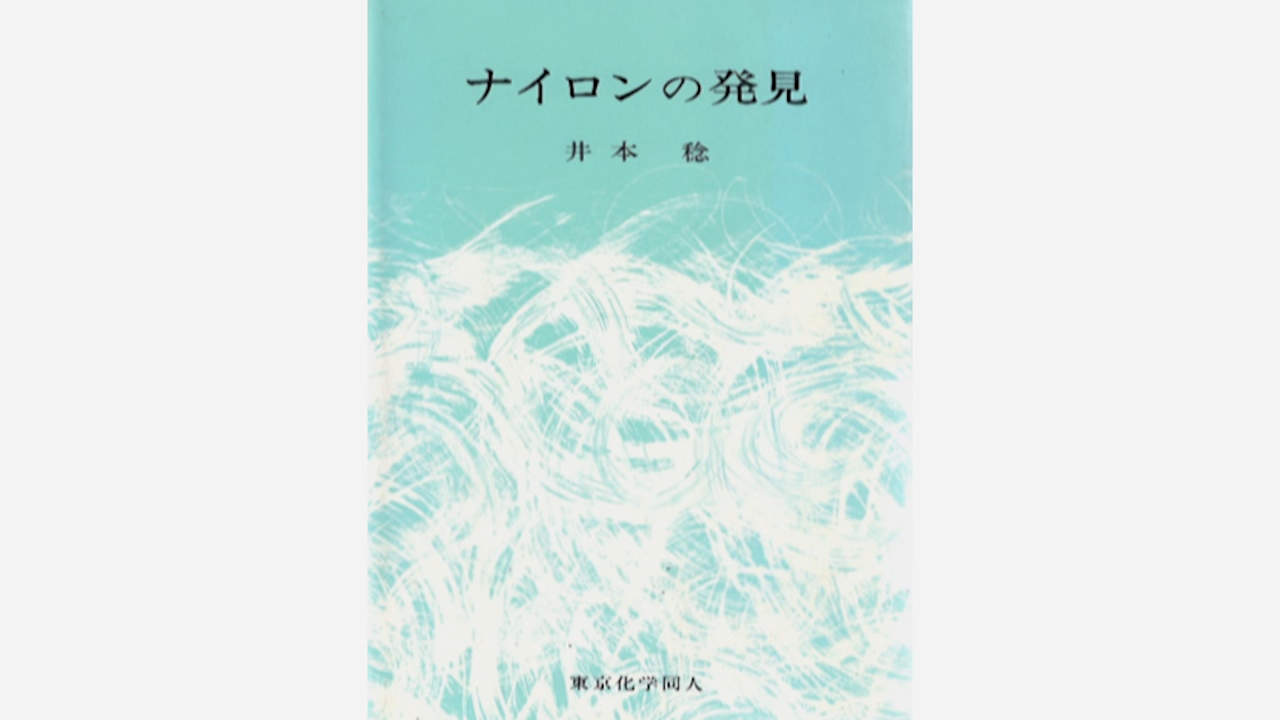 ナイロンの発見
井本 稔
東京化学同人